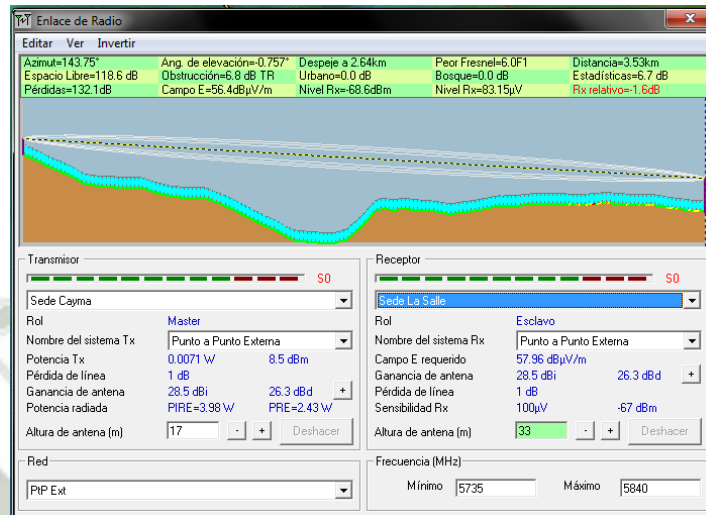 Enlace de Radio
Editar Ver Invertir
Azimut=143.75° Ang. de elevación=-0.757° Despeje a 2.64km Peor Fresnel=6.0F1 Distancia=3.53km
Espacio Libre=118.6 dB Obstrucción=6.8 dB TR Urbano=0.0 dB Bosque=0.0 dB Estadísticas=6.7 dB
Pérdidas=132.1dB Campo E=56.4dBµV/m Nivel Rx=-68.6dBm Nivel Rx=83.15µV Rx relativo=-1.6dB
Transmisor
S0
Sede Cayma
Rol Master
Nombre del sistema Tx Punto a Punto Externa
Potencia Tx 0.0071 W 8.5 dBm
Pérdida de línea 1 dB
Ganancia de antena 28.5 dBi 26.3 dBd +
Potencia radiada PIRE=3.98 W PRE=2.43 W
Altura de antena (m) 17 - + Deshacer
Red
PtP Ext
Receptor
S0
Sede La Salle
Rol Esclavo
Nombre del sistema Rx Punto a Punto Externa
Campo E requerido 57.96 dBµV/m
Ganancia de antena 28.5 dBi 26.3 dBd +
Pérdida de línea 1 dB
Sensibilidad Rx 100µV -67 dBm
Altura de antena (m) 33 - + Deshacer
Frecuencia (MHz)
Mínimo 5735 Máximo 5840